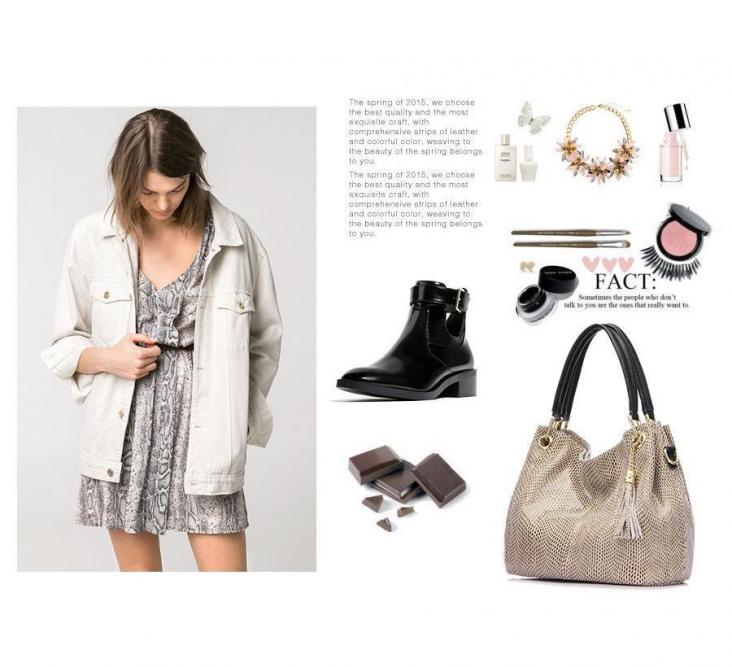 The spring of 2015, we choose
the best quality and the most
exquisite craft, with
comprehensive strips of leather
and colorful color, weaving to
the beauty of the spring belongs
to you.
The spring of 2015, we choose
the best quality and the most
exquisite craft, with
comprehensive strips of leather
and colorful color, weaving to
the beauty of the spring belongs
to you.
FACT:
Sometimes the people who don't
talk to you are the ones that really want to.